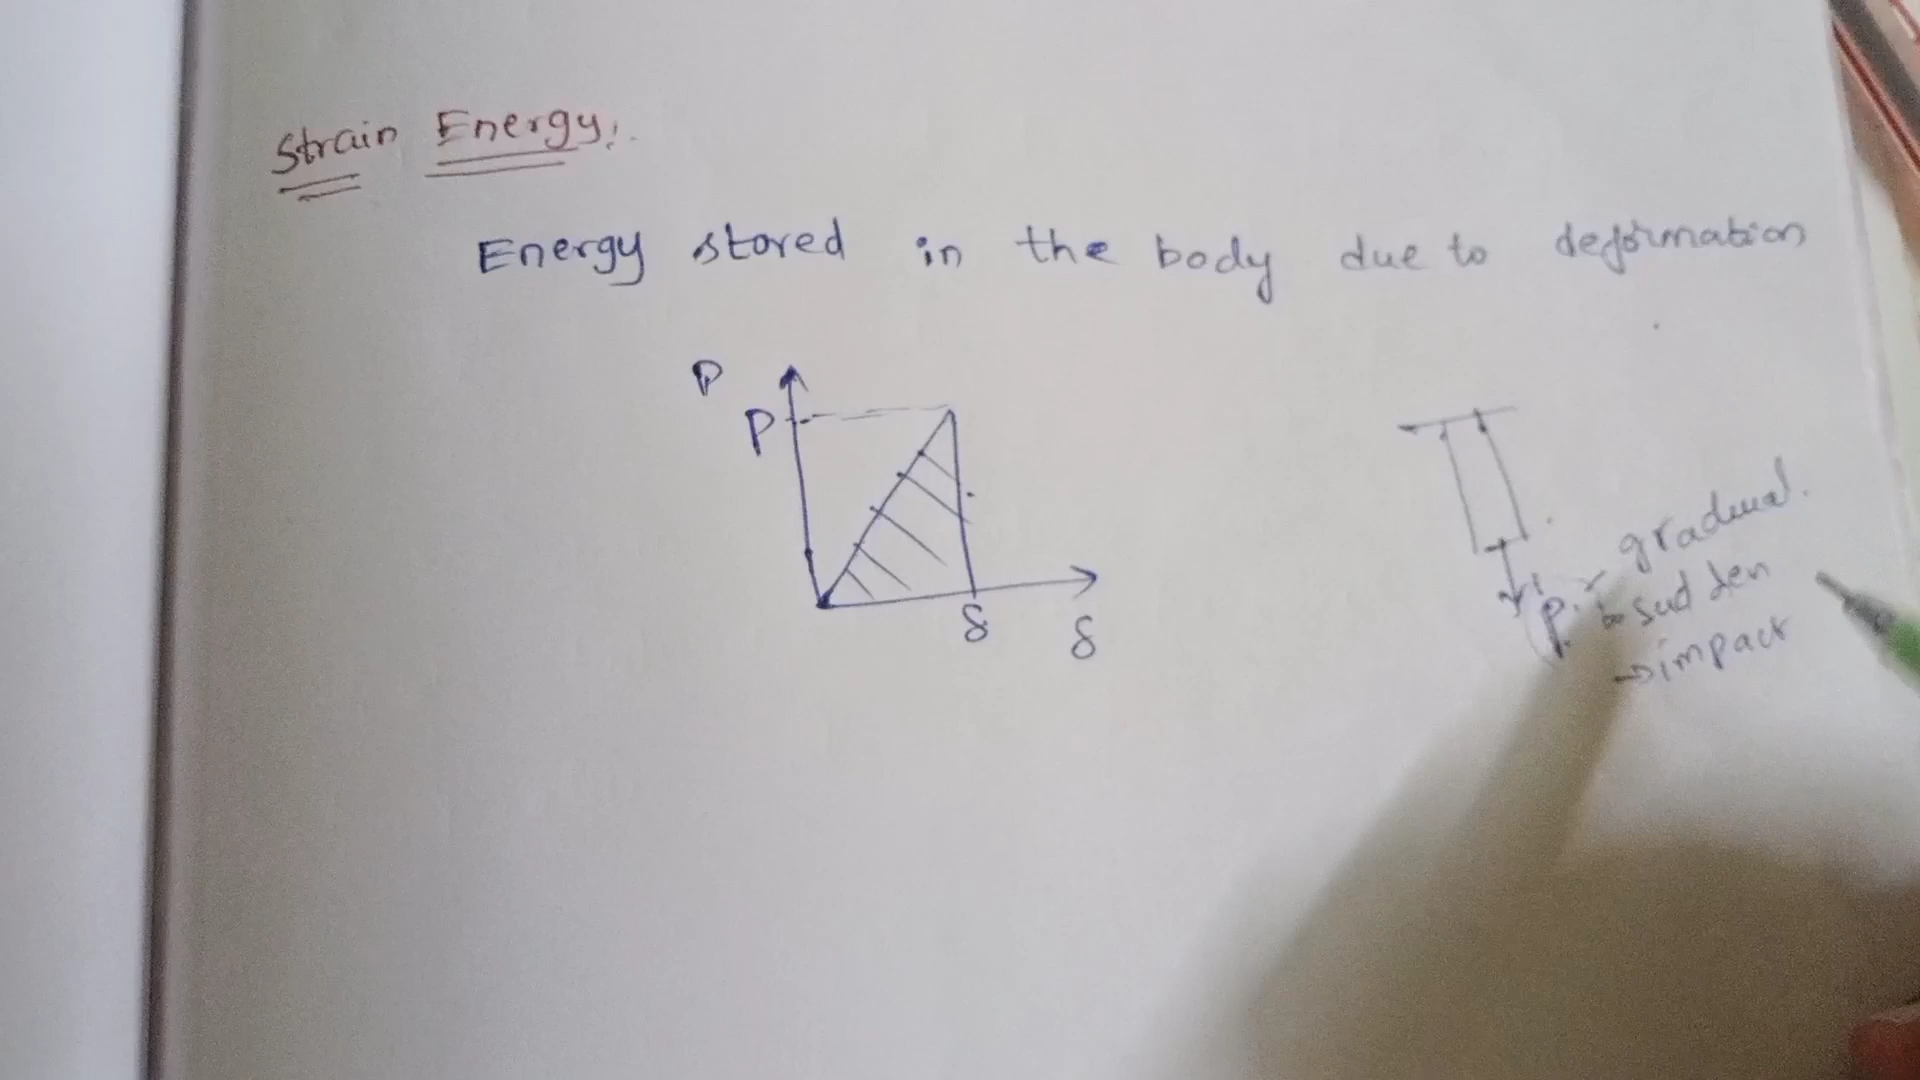 Strain Energy:
Energy stored in the body due to deformation
P
P
δ
δ
gradual.
P. sudden
→impact